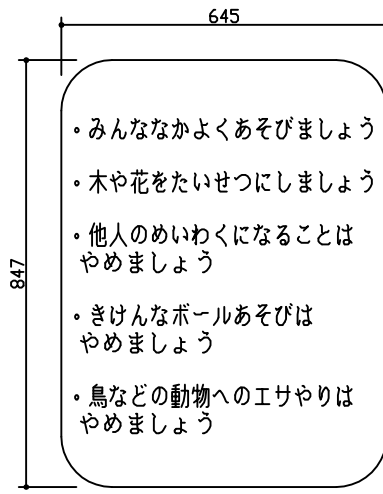 645
847
・みんななかよくあそびましょう
・木や花をたいせつにしましょう
・他人のめいわくになることは
やめましょう
・きけんなボールあそびは
やめましょう
・鳥などの動物へのエサやりは
やめましょう